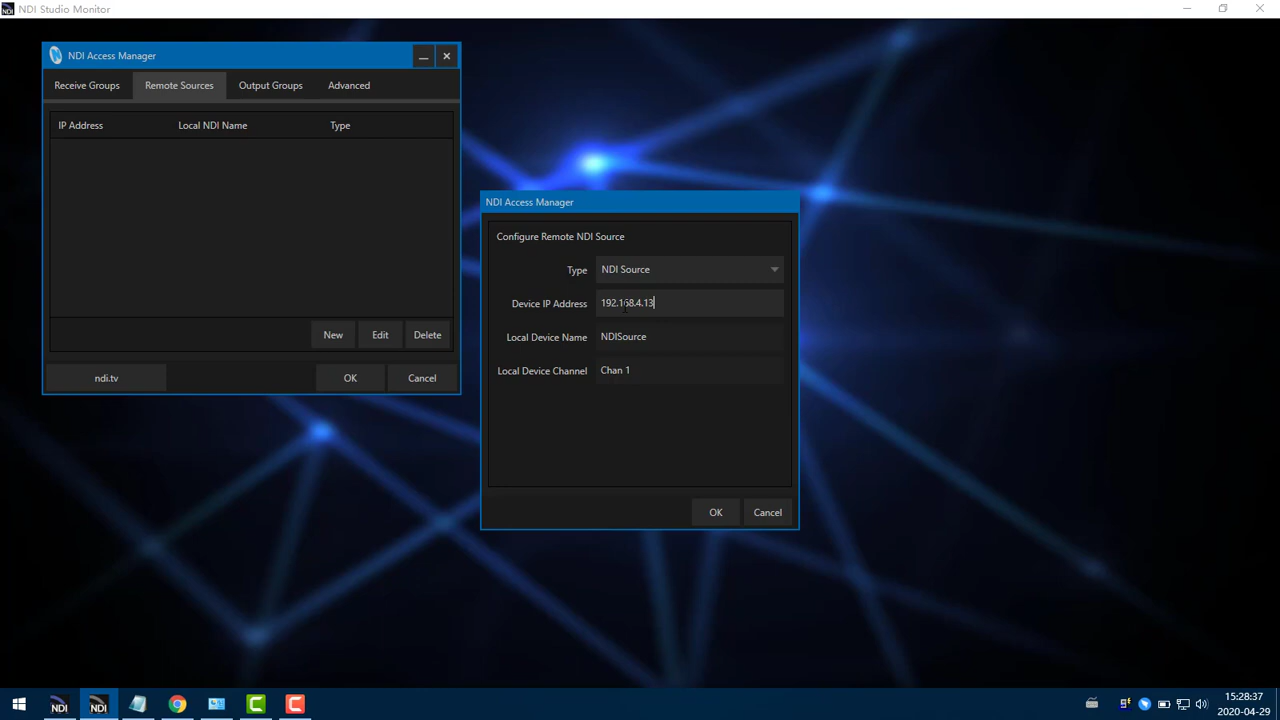 NDI Studio Monitor
NDI Access Manager
Receive Groups Remote Sources Output Groups Advanced
IP Address Local NDI Name Type
New Edit Delete
ndi.tv OK Cancel
NDI Access Manager
Configure Remote NDI Source
Type NDI Source
Device IP Address 192.168.4.13
Local Device Name NDISource
Local Device Channel Chan 1
OK Cancel
NDI NDI
15:28:37
2020-04-29